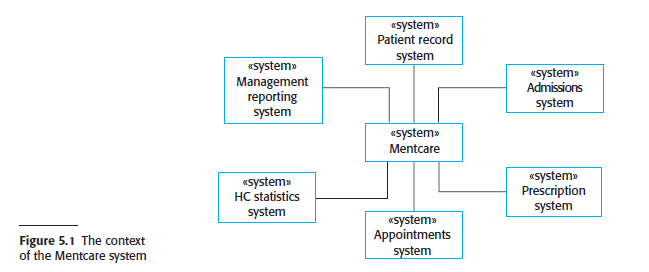 «system»
Patient record
system
«system»
Management
reporting
system
«system»
Admissions
system
«system»
Mentcare
«system»
HC statistics
system
«system»
Prescription
system
«system»
Appointments
system
Figure 5.1 The context
of the Mentcare system